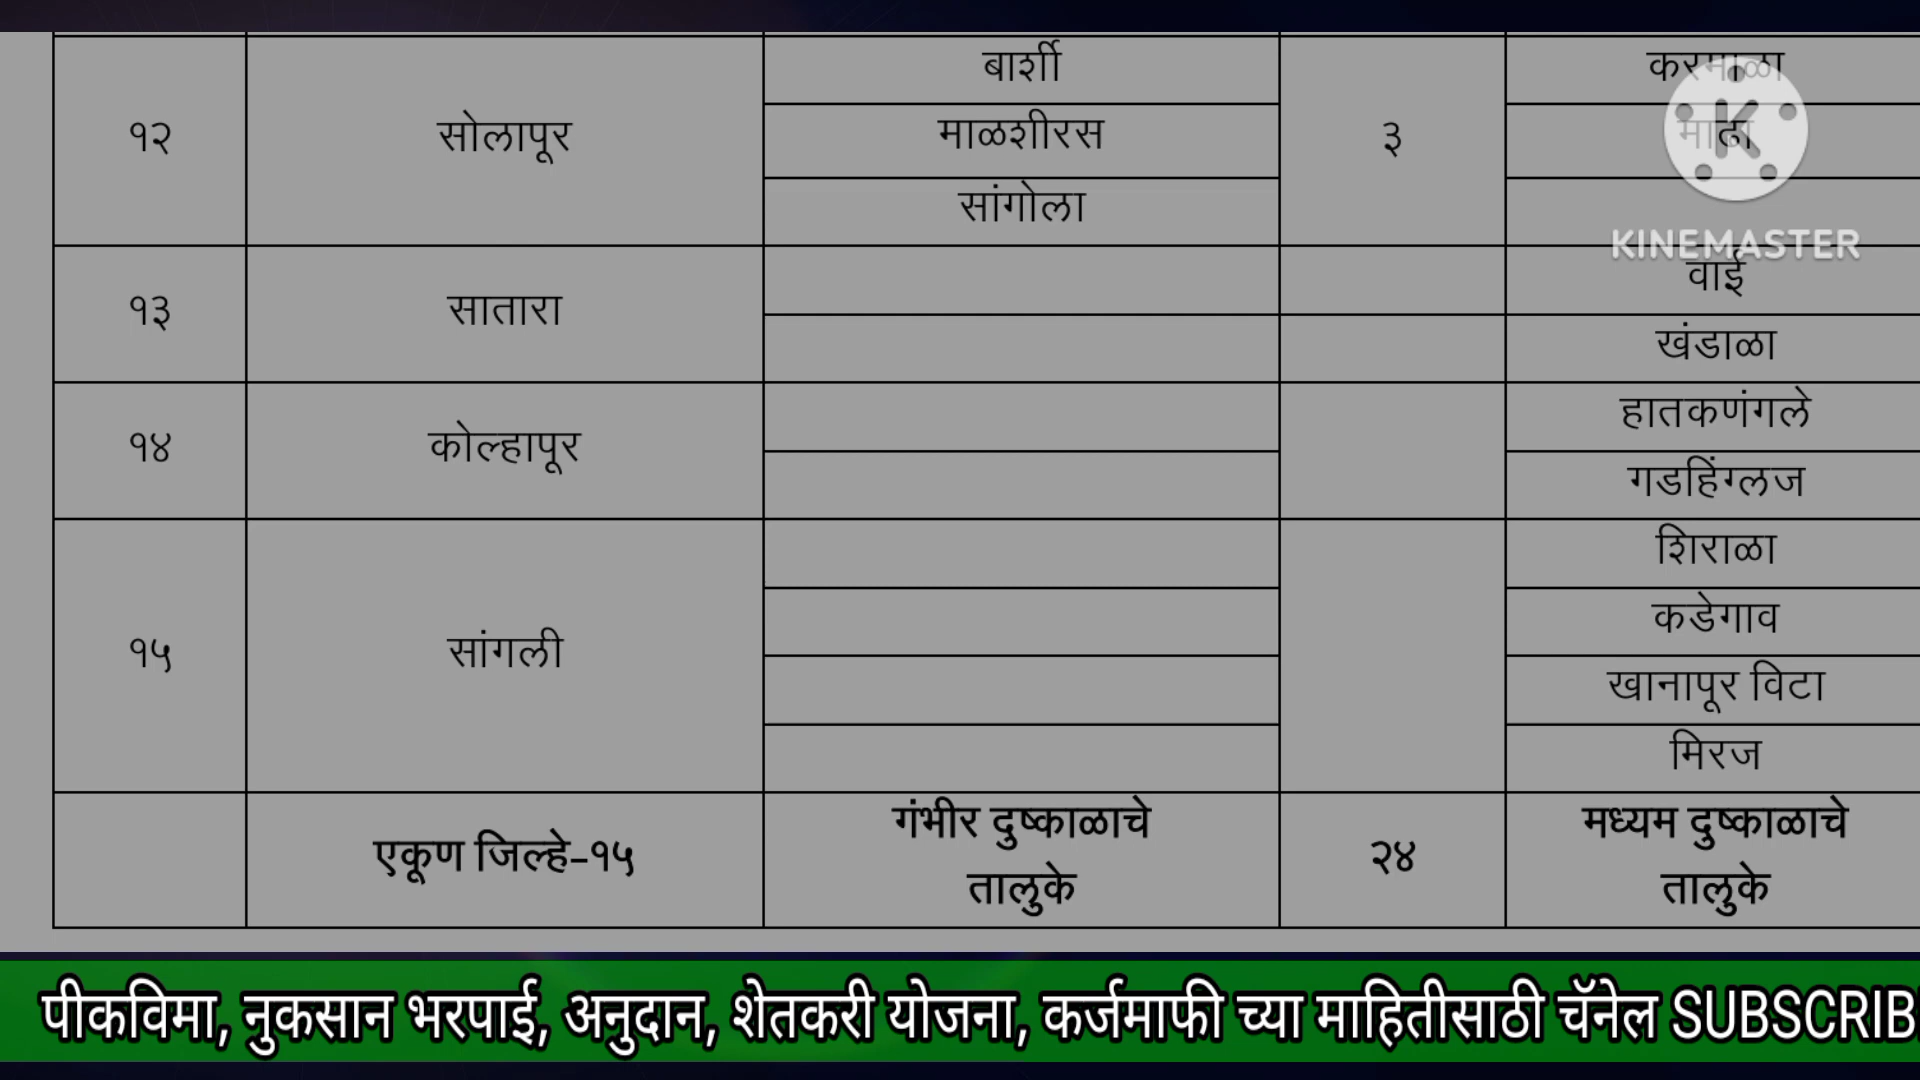 बार्शी
करमाळा
१२
सोलापूर
माळशीरस
३
माढा
सांगोला
KINEMASTER
१३
सातारा
वाई
खंडाळा
१४
कोल्हापूर
हातकणंगले
गडहिंग्लज
१५
सांगली
शिराळा
कडेगाव
खानापूर विटा
मिरज
एकूण जिल्हे-१५
गंभीर दुष्काळाचे
तालुके
२४
मध्यम दुष्काळाचे
तालुके
पीकविमा, नुकसान भरपाई, अनुदान, शेतकरी योजना, कर्जमाफी च्या माहितीसाठी चॅनेल SUBSCRIB